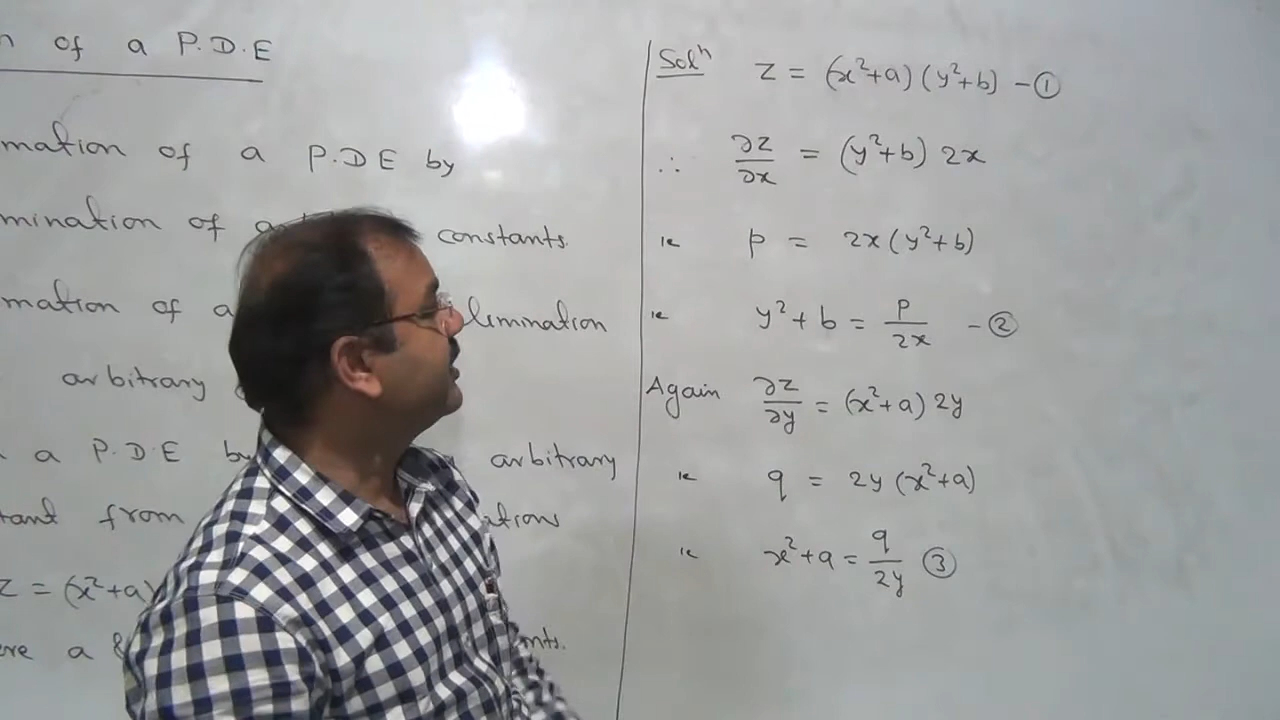 n of a P.D.E
mation of a P.D.E by
mination of constants.
mation of a elimination
arbitrary
a P.D.E by arbitrary
tant from ations
z = (x²+a)
ere a & nts.
Solⁿ z = (x²+a) (y²+b) - ①
∴ ∂z/∂x = (y²+b) 2x
ie p = 2x (y²+b)
ie y²+b = p/2x - ②
Again ∂z/∂y = (x²+a) 2y
ie q = 2y (x²+a)
ie x²+a = q/2y ③